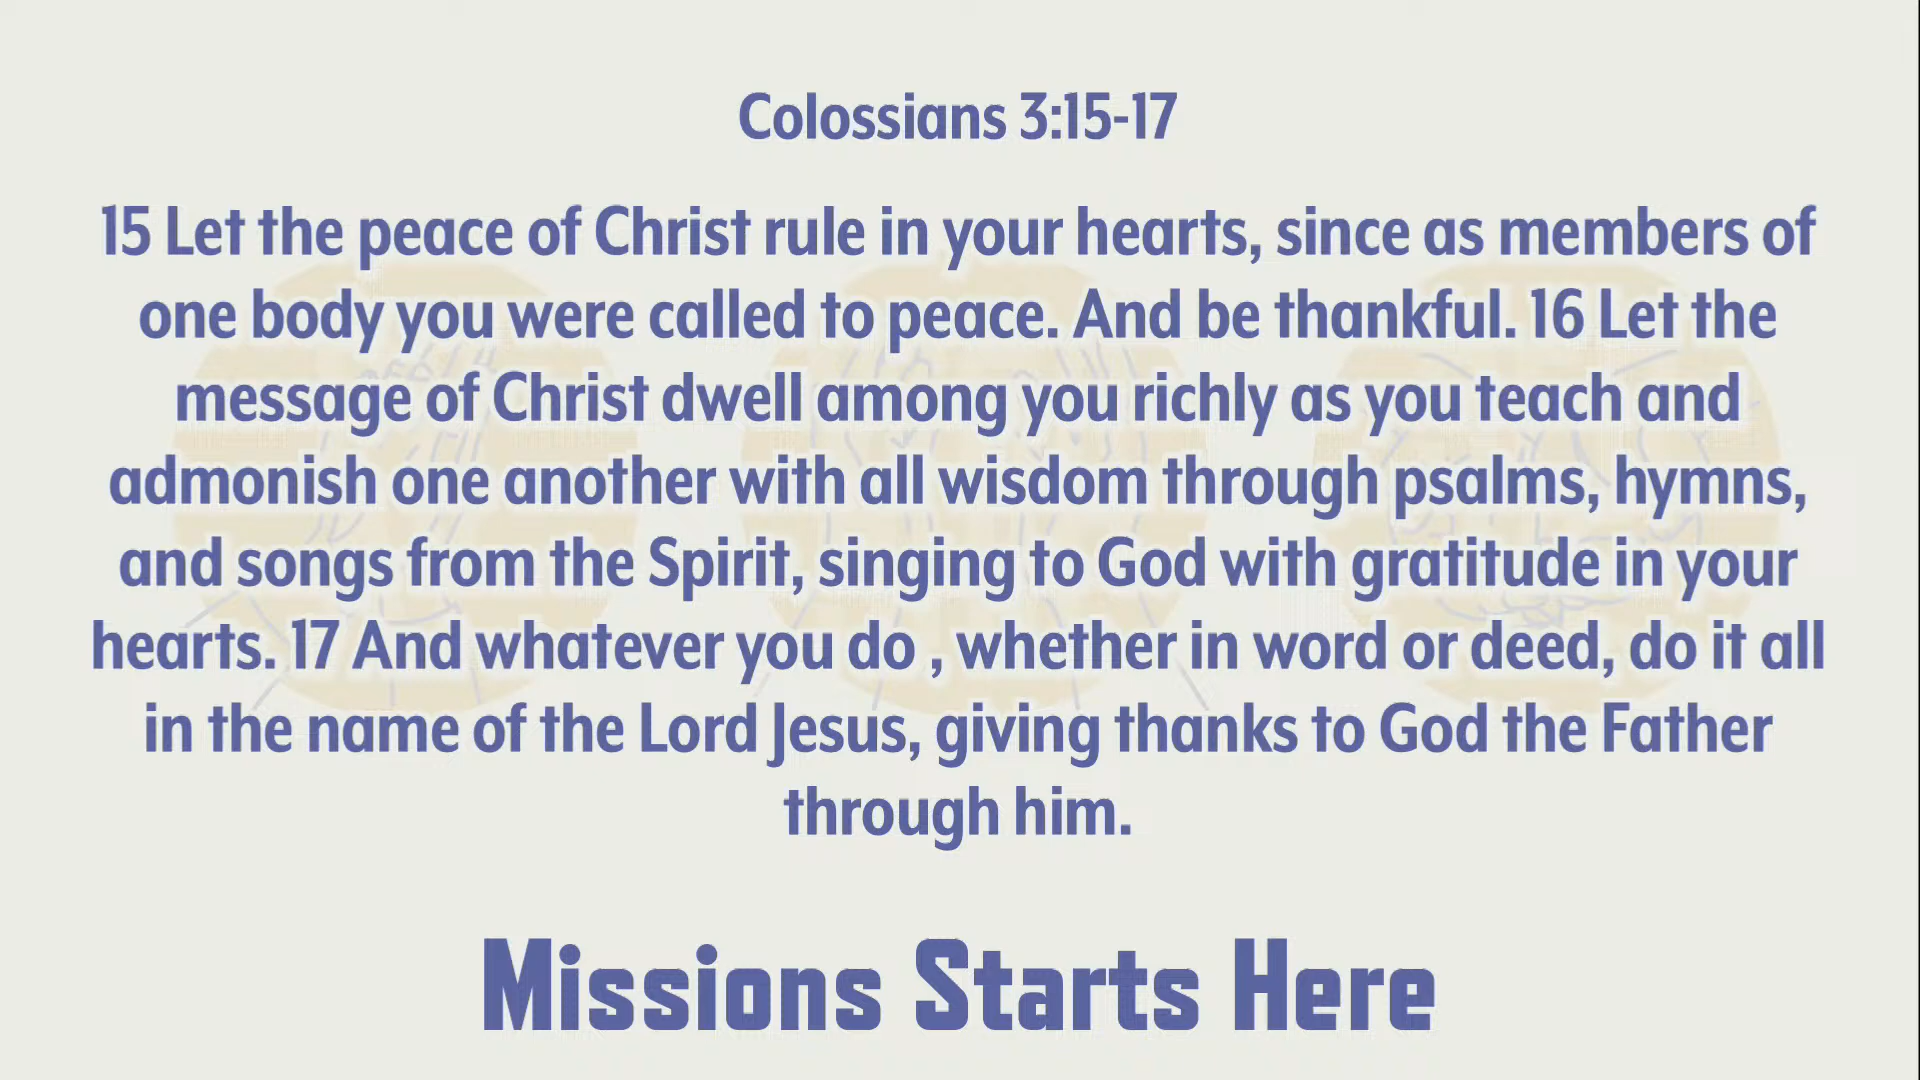 Colossians 3:15-17
15 Let the peace of Christ rule in your hearts, since as members of
one body you were called to peace. And be thankful. 16 Let the
message of Christ dwell among you richly as you teach and
admonish one another with all wisdom through psalms, hymns,
and songs from the Spirit, singing to God with gratitude in your
hearts. 17 And whatever you do , whether in word or deed, do it all
in the name of the Lord Jesus, giving thanks to God the Father
through him.
Missions Starts Here